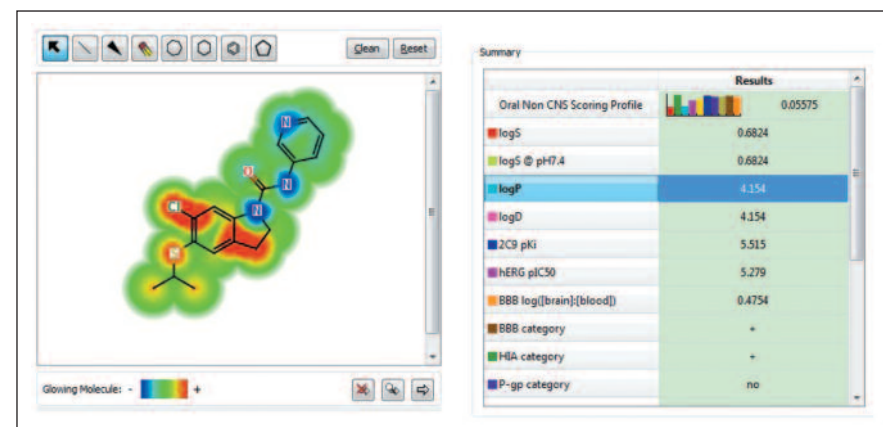 Clean Reset
N
O
N
N
Cl
S
Glowing Molecule: - +
Summary
Results
Oral Non CNS Scoring Profile 0.05575
logS 0.6824
logS @ pH7.4 0.6824
logP 4.154
logD 4.154
2C9 pKi 5.515
hERG pIC50 5.279
BBB log([brain]:[blood]) 0.4754
BBB category +
HIA category +
P-gp category no